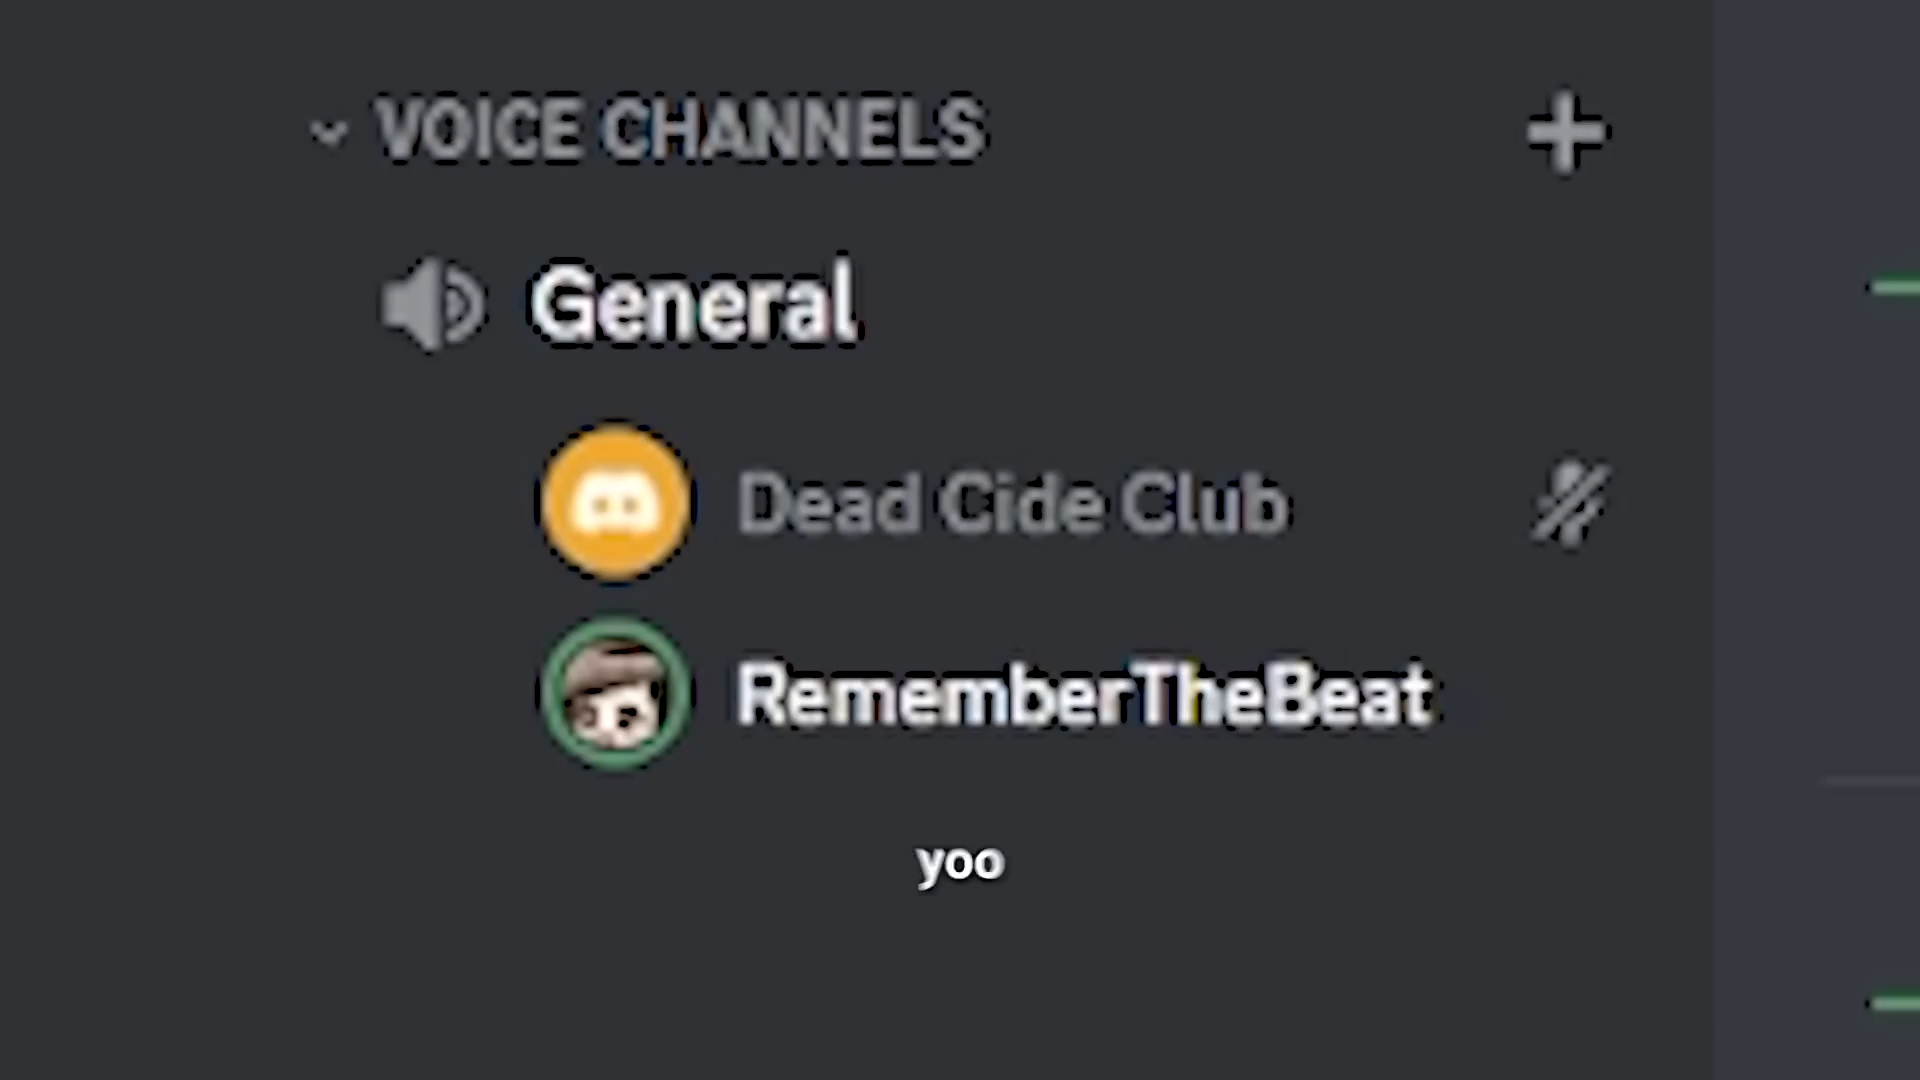 VOICE CHANNELS
General
Dead Cide Club
RememberTheBeat
yoo